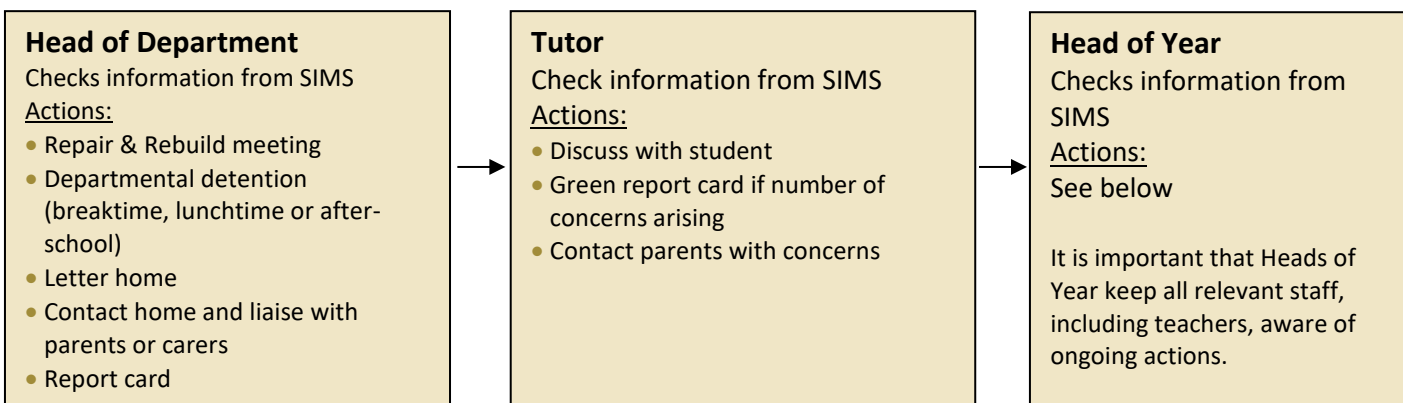 Head of Department
Checks information from SIMS
Actions:
• Repair & Rebuild meeting
• Departmental detention
(breaktime, lunchtime or after-
school)
• Letter home
• Contact home and liaise with
parents or carers
• Report card
Tutor
Check information from SIMS
Actions:
• Discuss with student
• Green report card if number of
concerns arising
• Contact parents with concerns
Head of Year
Checks information from
SIMS
Actions:
See below
It is important that Heads of
Year keep all relevant staff,
including teachers, aware of
ongoing actions.